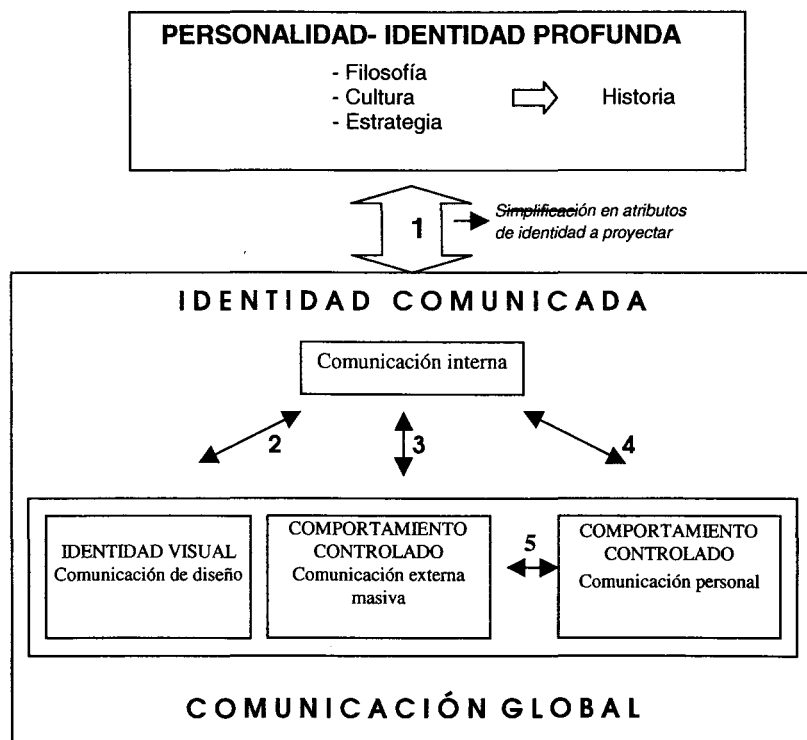 PERSONALIDAD- IDENTIDAD PROFUNDA
- Filosofía
- Cultura
- Estrategia
Historia
1
Simplificación en atributos
de identidad a proyectar
IDENTIDAD COMUNICADA
Comunicación interna
2
3
4
IDENTIDAD VISUAL
Comunicación de diseño
COMPORTAMIENTO
CONTROLADO
Comunicación externa
masiva
5
COMPORTAMIENTO
CONTROLADO
Comunicación personal
COMUNICACIÓN GLOBAL